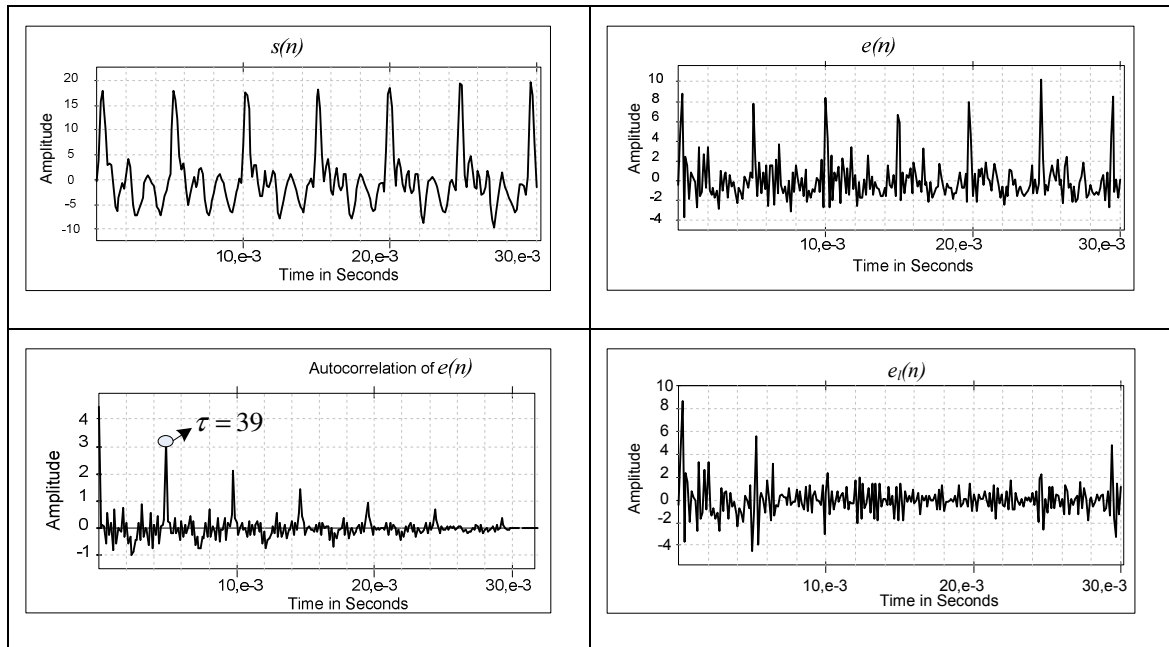 s(n)
Amplitude
20
15
10
5
0
-5
-10
10,e-3
20,e-3
30,e-3
Time in Seconds
e(n)
Amplitude
10
8
6
4
2
0
-2
-4
10,e-3
20,e-3
30,e-3
Time in Seconds
Autocorrelation of e(n)
τ = 39
Amplitude
4
3
2
1
0
-1
10,e-3
20,e-3
30,e-3
Time in Seconds
eₗ(n)
Amplitude
10
8
6
4
2
0
-2
-4
10,e-3
20,e-3
30,e-3
Time in Seconds